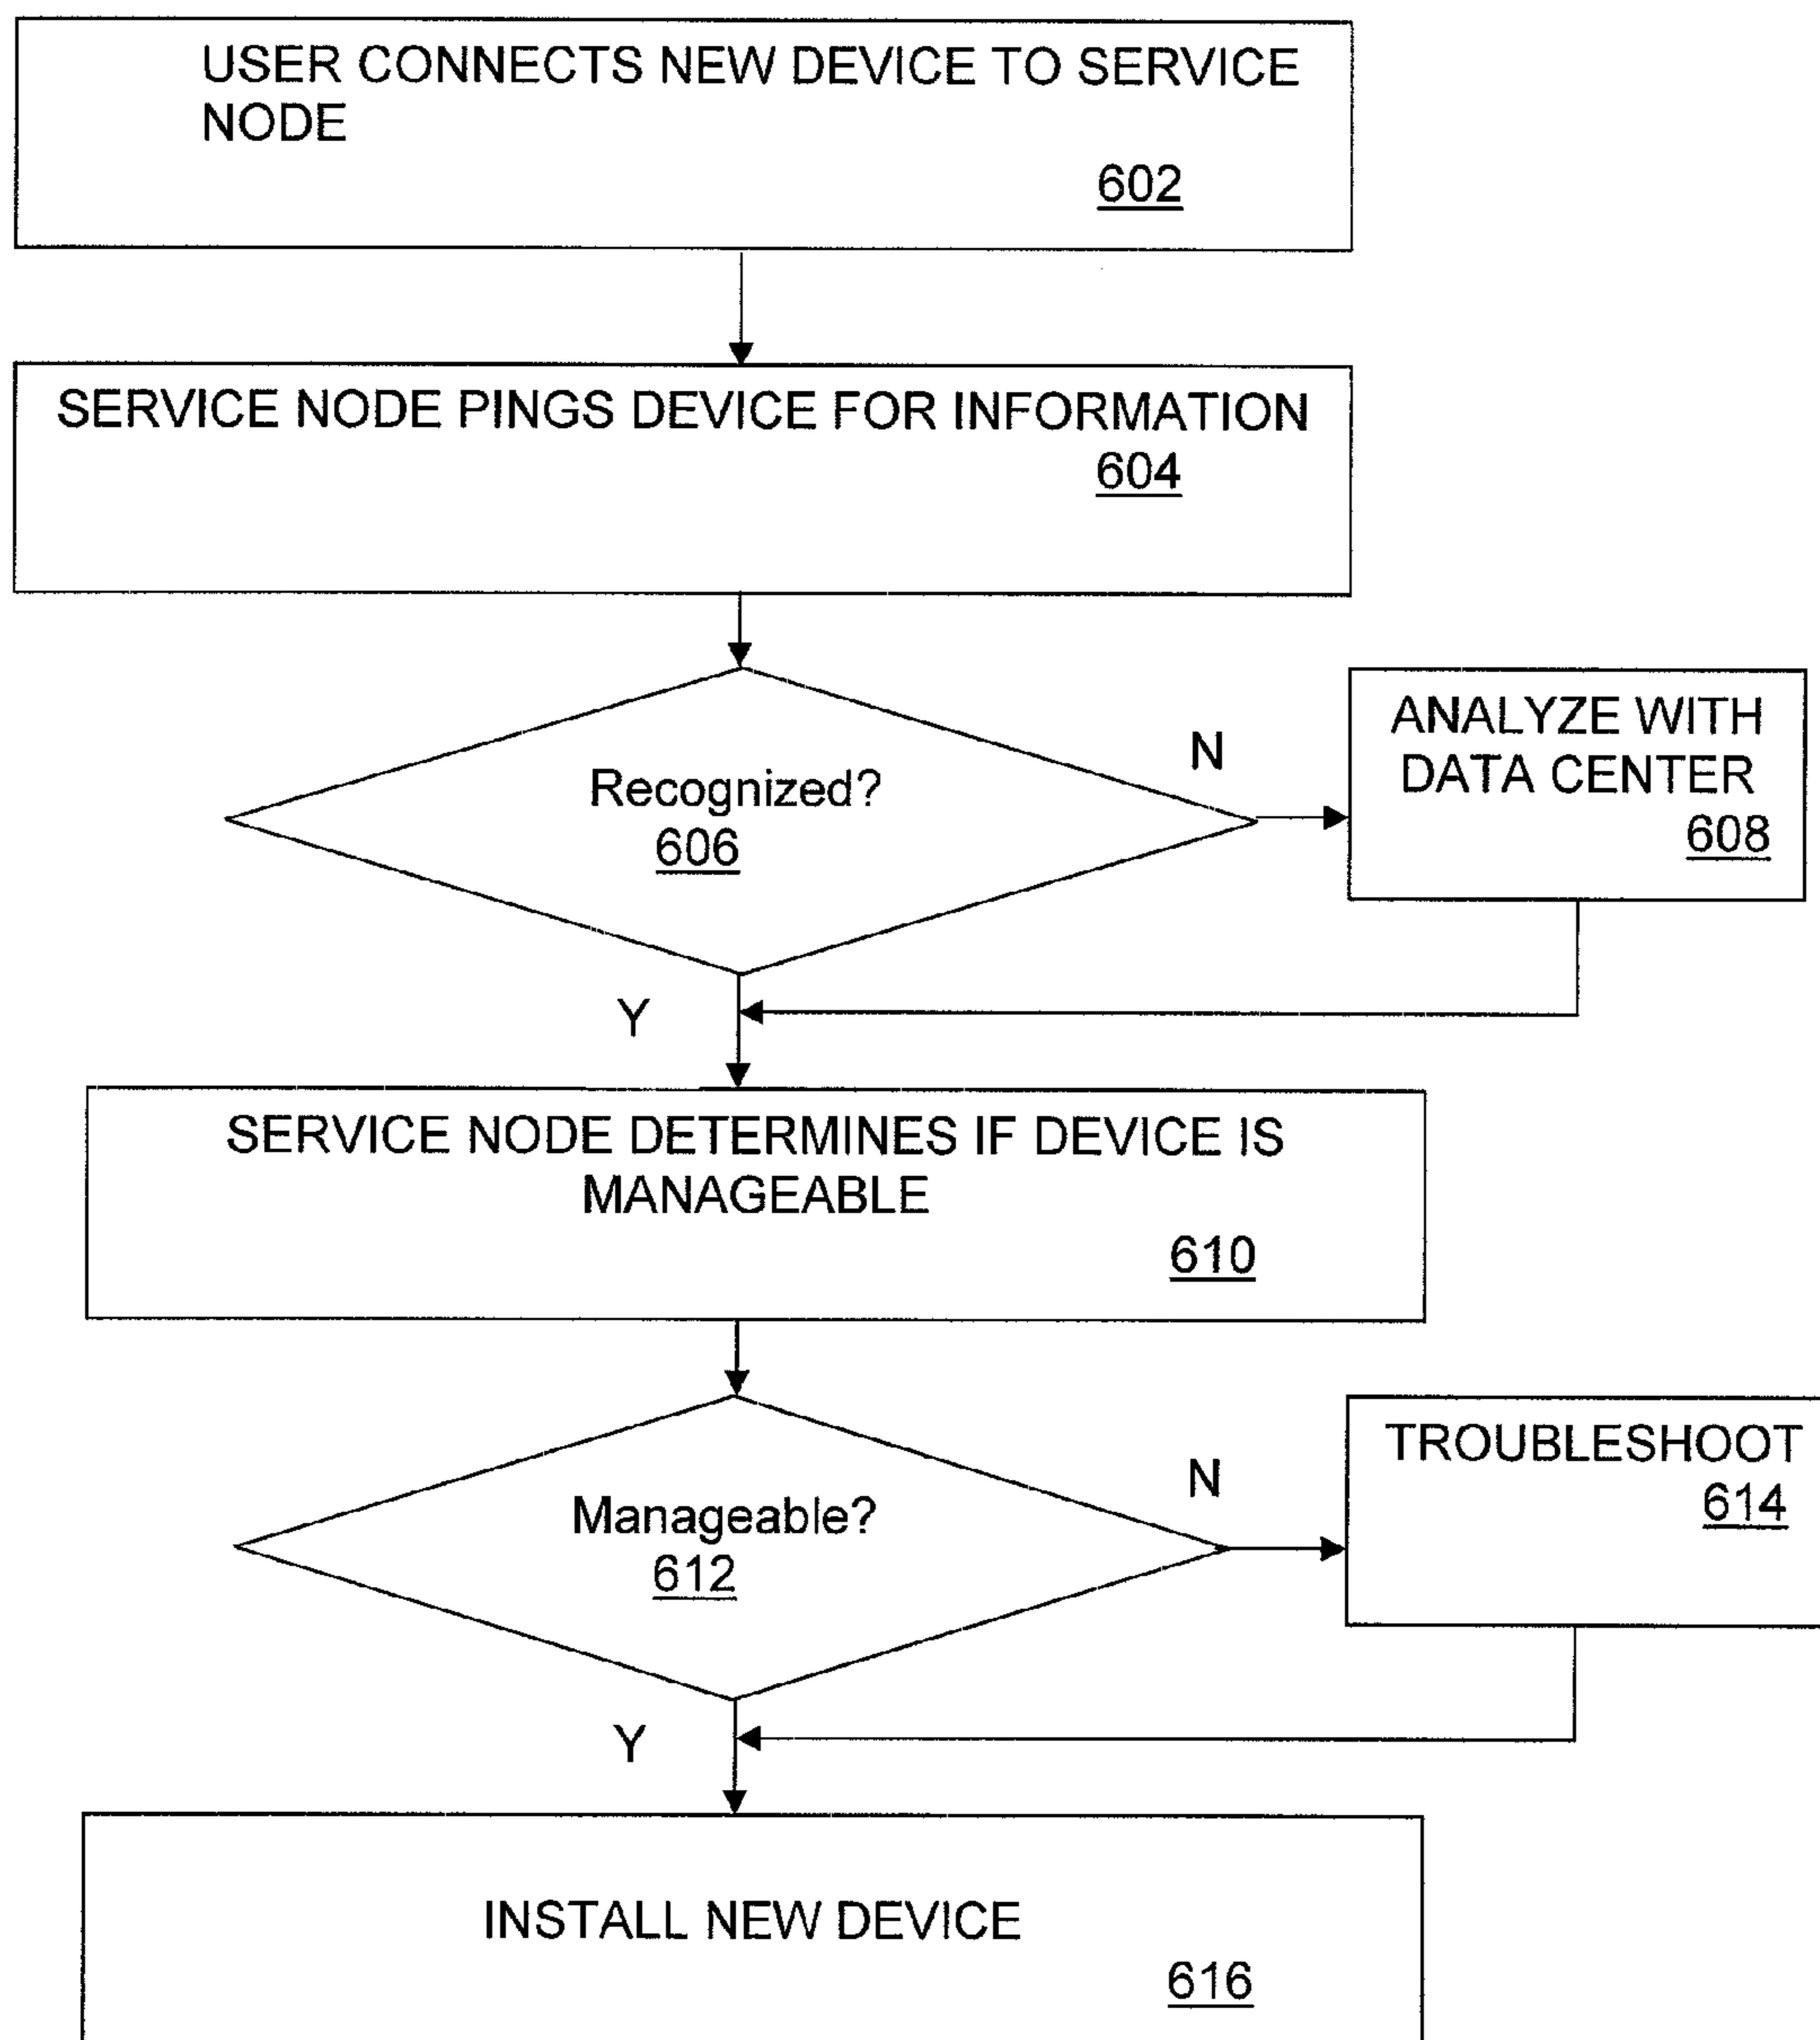 USER CONNECTS NEW DEVICE TO SERVICE
NODE
602
SERVICE NODE PINGS DEVICE FOR INFORMATION
604
Recognized?
606
N
ANALYZE WITH
DATA CENTER
608
Y
SERVICE NODE DETERMINES IF DEVICE IS
MANAGEABLE
610
Manageable?
612
N
TROUBLESHOOT
614
Y
INSTALL NEW DEVICE
616